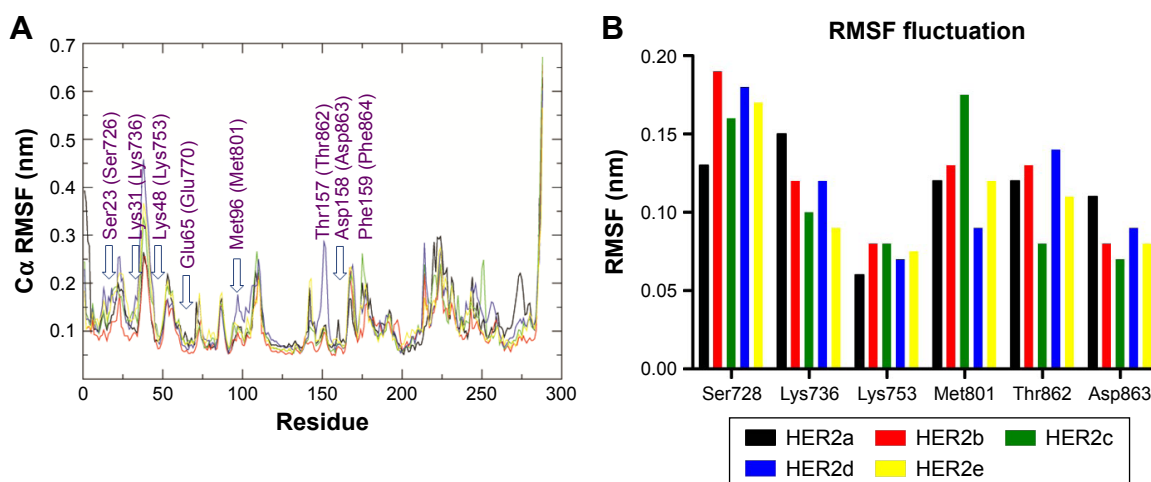 A
Cα RMSF (nm)
0.7
0.6
0.5
0.4
0.3
0.2
0.1
Ser23 (Ser726)
Lys31 (Lys736)
Lys48 (Lys753)
Glu65 (Glu770)
Met96 (Met801)
Thr157 (Thr862)
Asp158 (Asp863)
Phe159 (Phe864)
0 50 100 150 200 250 300
Residue
B
RMSF fluctuation
RMSF (nm)
0.20
0.15
0.10
0.05
0.00
Ser728 Lys736 Lys753 Met801 Thr862 Asp863
HER2a HER2b HER2c
HER2d HER2e